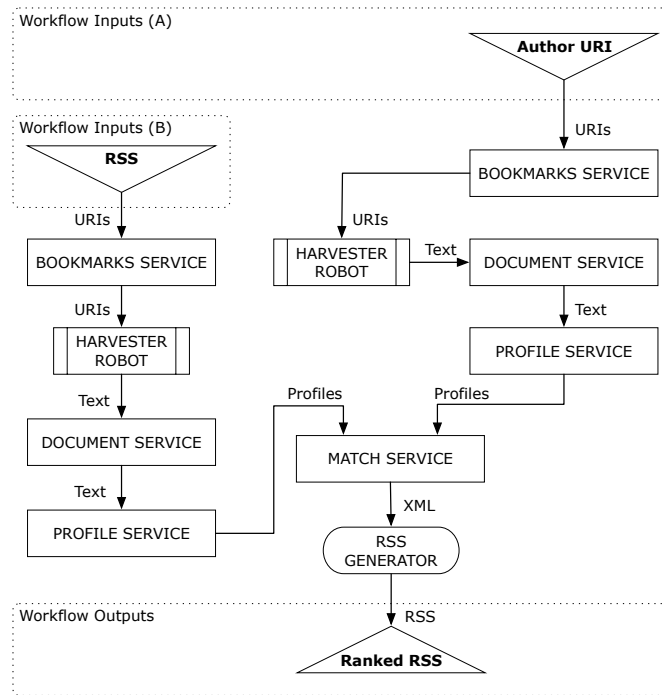 Workflow Inputs (A)
Author URI
URIs
BOOKMARKS SERVICE
URIs
HARVESTER
ROBOT
Text
DOCUMENT SERVICE
Text
PROFILE SERVICE
Profiles
Workflow Inputs (B)
RSS
URIs
BOOKMARKS SERVICE
URIs
HARVESTER
ROBOT
Text
DOCUMENT SERVICE
Text
PROFILE SERVICE
Profiles
MATCH SERVICE
XML
RSS
GENERATOR
Workflow Outputs
RSS
Ranked RSS